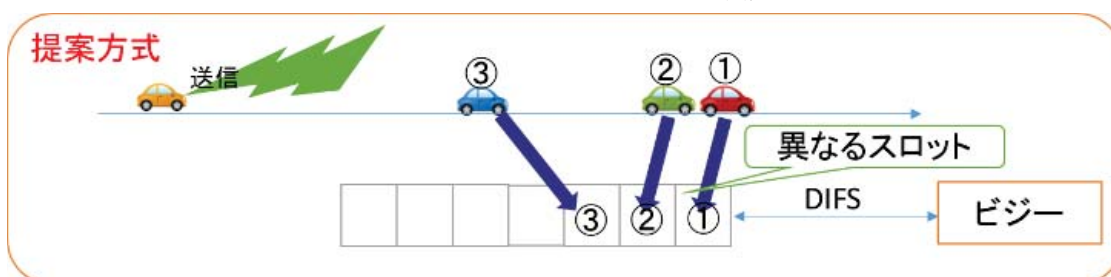 提案方式
送信
③ ② ①
異なるスロット
③ ② ①
DIFS
ビジー